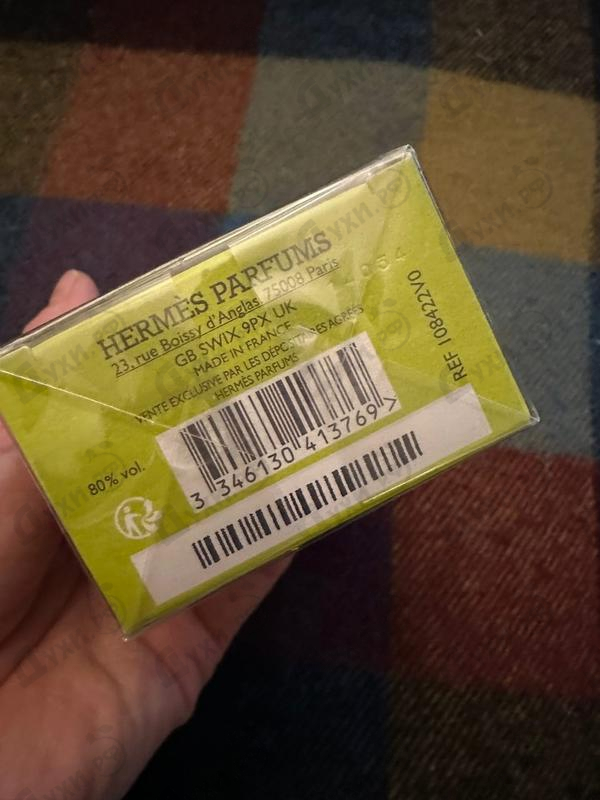 HERMÈS PARFUMS
23, rue Boissy d'Anglas 75008 Paris
GB SW1X 9PX UK
MADE IN FRANCE
VENTE EXCLUSIVE PAR LES DÉPOSITAIRES AGRÉÉS
HERMÈS PARFUMS
3 346130 413769 >
80% vol.
REF 108422V0